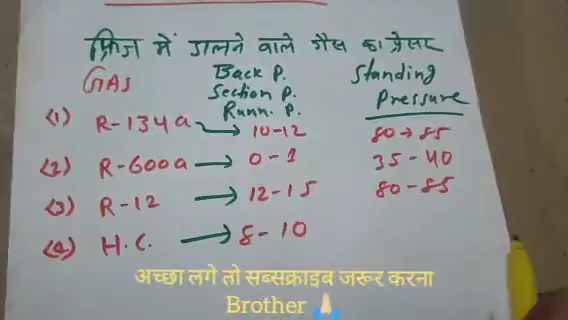 फ्रिज में डालने वाले गैस का प्रेसर
GAS Back P. Standing
Section P. Pressure
Runn. P.
(1) R-134a → 10-12 80→85
(2) R-600a → 0-1 35-40
(3) R-12 → 12-15 80-85
(4) H.C. → 8-10
अच्छा लगे तो सब्सक्राइब जरूर करना
Brother 🙏🏻